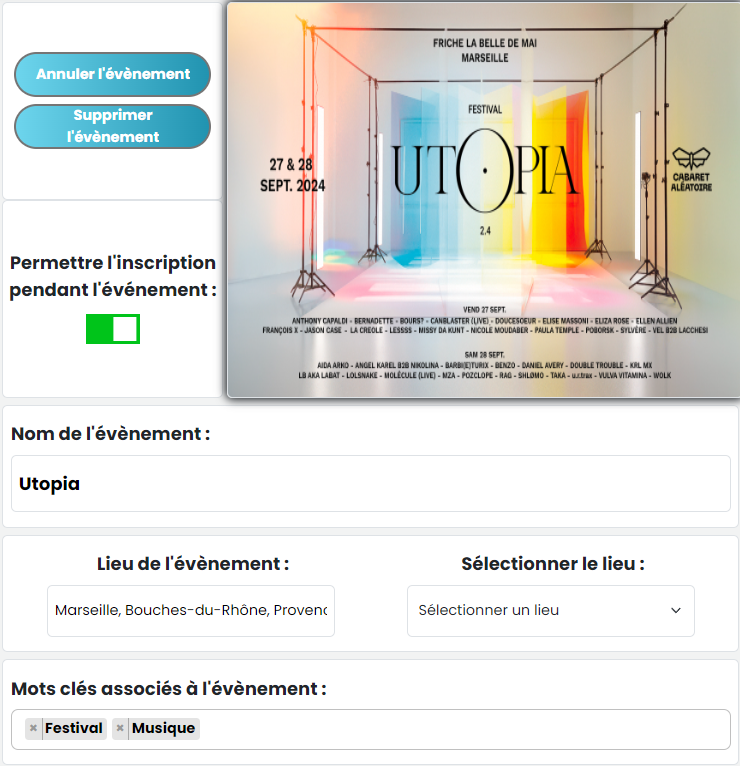 Annuler l'évènement
Supprimer
l'évènement
Permettre l'inscription
pendant l'événement :
FRICHE LA BELLE DE MAI
MARSEILLE
FESTIVAL
UTOPIA
2.4
27 & 28
SEPT. 2024
CABARET
ALÉATOIRE
VEND 27 SEPT.
ANTHONY CAPALDI - BERNADETTE - BOURS? - CANBLASTER (LIVE) - DOUCESOEUR - ELISE MASSONI - ELIZA ROSE - ELLEN ALLIEN
FRANÇOIS X - JASON CASE - LA CREOLE - LESSSS - MISSY DA KUNT - NICOLE MOUDABER - PAULA TEMPLE - POBORSK - SYLVÈRE - VEL B2B LACCHESI
SAM 28 SEPT.
AIDA ARKO - ANGEL KAREL B2B NIKOLINA - BARBI(E)TURIX - BENZO - DANIEL AVERY - DOUBLE TROUBLE - KRL MX
LB AKA LABAT - LOLSNAKE - MOLÉCULE (LIVE) - MZA - POZCLOPE - RAG - SHLØMO - TAKA - u.r.trax - VULVA VITAMINA - WOLK
Nom de l'évènement :
Utopia
Lieu de l'évènement :
Sélectionner le lieu :
Marseille, Bouches-du-Rhône, Provenc
Sélectionner un lieu
Mots clés associés à l'évènement :
× Festival × Musique